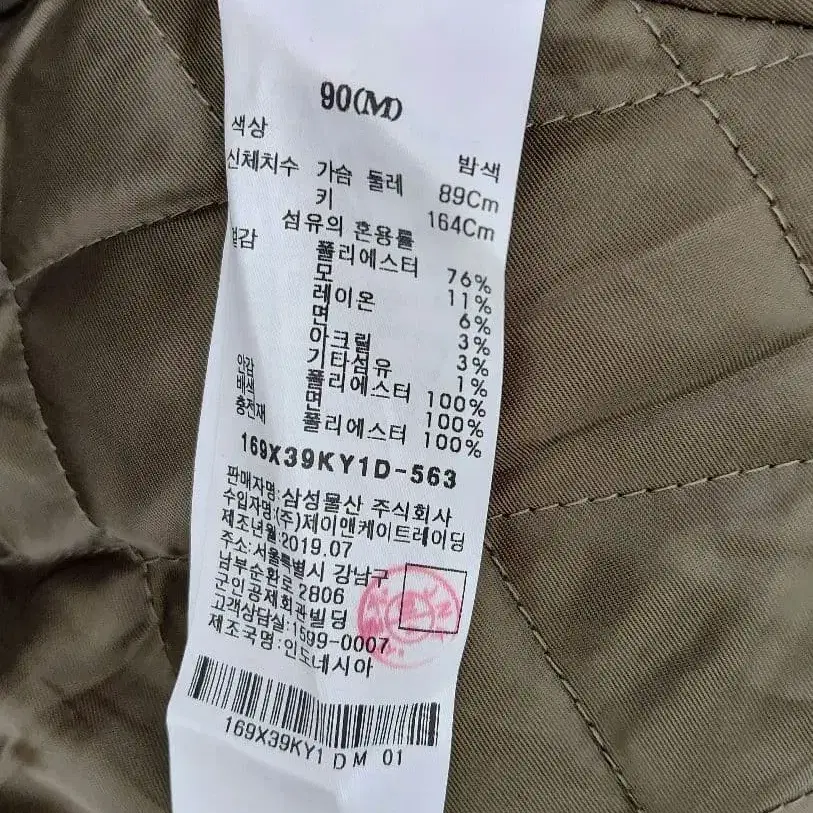 90(M)
색상 밤색
신체치수 가슴 둘레 89Cm
키 164Cm
섬유의 혼용률
겉감 폴리에스터 76%
모 11%
레이온 6%
면 3%
아크릴 3%
기타섬유 1%
안감 폴리에스터 100%
배색 면 100%
충전재 폴리에스터 100%
169X39KY1D-563
판매자명:삼성물산 주식회사
수입자명:(주)제이앤케이트레이딩
제조년월:2019.07
주소:서울특별시 강남구
남부순환로 2806
군인공제회관빌딩
고객상담실:1599-0007
제조국명:인도네시아
169X39KY1 D M 01